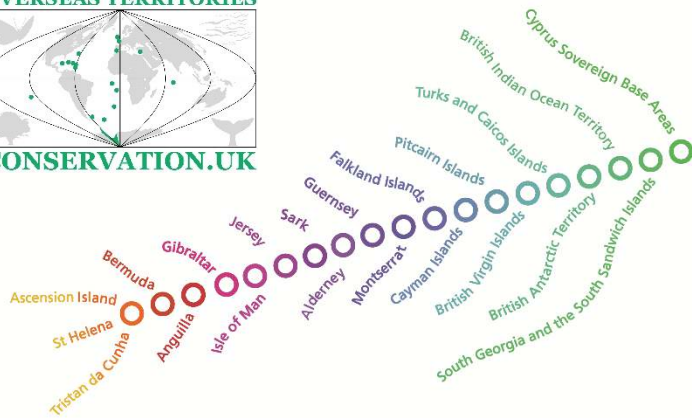 OVERSEAS TERRITORIES
CONSERVATION.UK
Ascension Island
St Helena
Tristan da Cunha
Bermuda
Anguilla
Gibraltar
Isle of Man
Jersey
Sark
Alderney
Guernsey
Montserrat
Falkland Islands
Cayman Islands
Pitcairn Islands
British Virgin Islands
Turks and Caicos Islands
British Antarctic Territory
British Indian Ocean Territory
South Georgia and the South Sandwich Islands
Cyprus Sovereign Base Areas